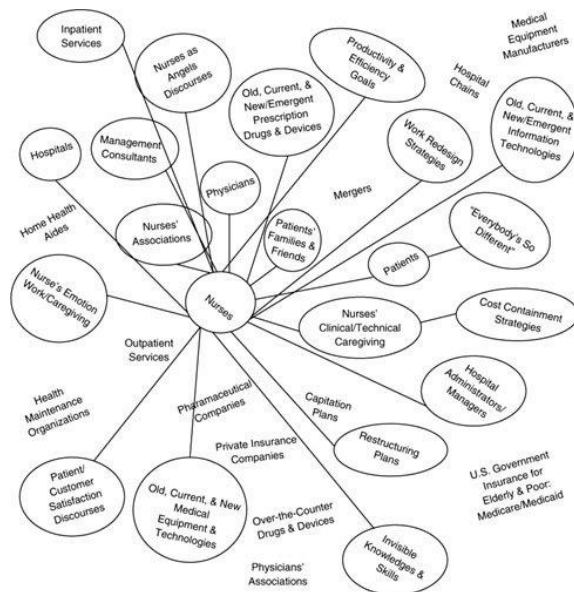 Inpatient
Services
Nurses as
Angels
Discourses
Productivity &
Efficiency
Goals
Medical
Equipment
Manufacturers
Hospital
Chains
Old, Current, &
New/Emergent
Prescription
Drugs & Devices
Old, Current, &
New/Emergent
Information
Technologies
Hospitals
Management
Consultants
Work Redesign
Strategies
Physicians
Mergers
Home Health
Aides
Nurses'
Associations
Patients'
Families &
Friends
"Everybody's So
Different"
Patients
Nurse's Emotion
Work/Caregiving
Nurses
Nurses'
Clinical/Technical
Caregiving
Cost Containment
Strategies
Outpatient
Services
Hospital
Administrators/
Managers
Health
Maintenance
Organizations
Pharamaceutical
Companies
Capitation
Plans
Private Insurance
Companies
Restructuring
Plans
Patient/
Customer
Satisfaction
Discourses
Old, Current, & New
Medical
Equipment &
Technologies
U.S. Government
Insurance for
Elderly & Poor:
Medicare/Medicaid
Over-the-Counter
Drugs & Devices
Invisible
Knowledges &
Skills
Physicians'
Associations